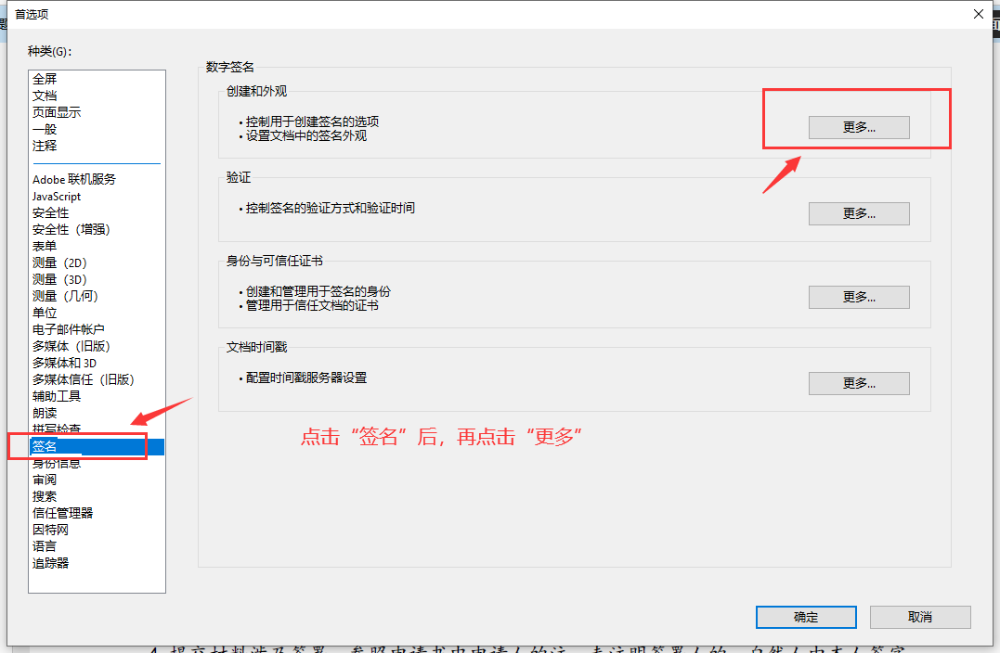 首选项
种类(G)：
全屏
文档
页面显示
一般
注释
Adobe 联机服务
JavaScript
安全性
安全性（增强）
表单
测量（2D）
测量（3D）
测量（几何）
单位
电子邮件帐户
多媒体（旧版）
多媒体和 3D
多媒体信任（旧版）
辅助工具
朗读
拼写检查
签名
身份信息
审阅
搜索
信任管理器
因特网
语言
追踪器
数字签名
创建和外观
• 控制用于创建签名的选项
• 设置文档中的签名外观
更多...
验证
• 控制签名的验证方式和验证时间
更多...
身份与可信任证书
• 创建和管理用于签名的身份
• 管理用于信任文档的证书
更多...
文档时间戳
• 配置时间戳服务器设置
更多...
点击“签名”后，再点击“更多”
确定
取消